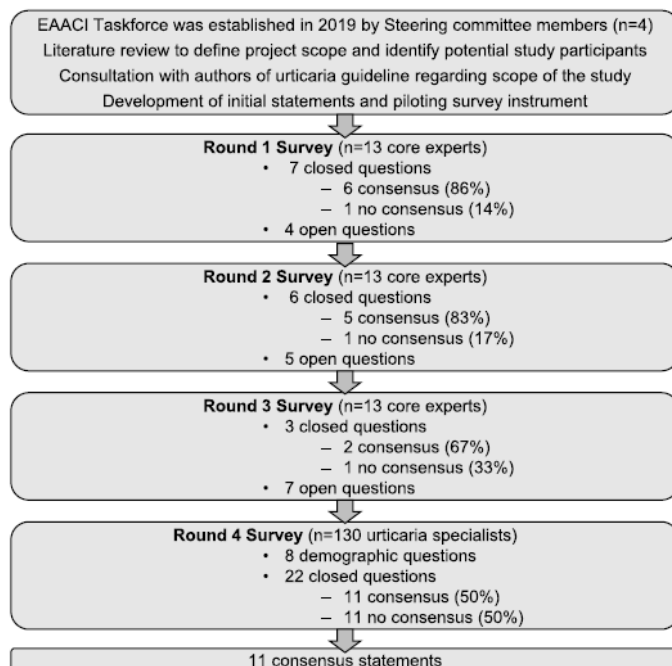 EAACI Taskforce was established in 2019 by Steering committee members (n=4)
Literature review to define project scope and identify potential study participants
Consultation with authors of urticaria guideline regarding scope of the study
Development of initial statements and piloting survey instrument
Round 1 Survey (n=13 core experts)
• 7 closed questions
– 6 consensus (86%)
– 1 no consensus (14%)
• 4 open questions
Round 2 Survey (n=13 core experts)
• 6 closed questions
– 5 consensus (83%)
– 1 no consensus (17%)
• 5 open questions
Round 3 Survey (n=13 core experts)
• 3 closed questions
– 2 consensus (67%)
– 1 no consensus (33%)
• 7 open questions
Round 4 Survey (n=130 urticaria specialists)
• 8 demographic questions
• 22 closed questions
– 11 consensus (50%)
– 11 no consensus (50%)
11 consensus statements